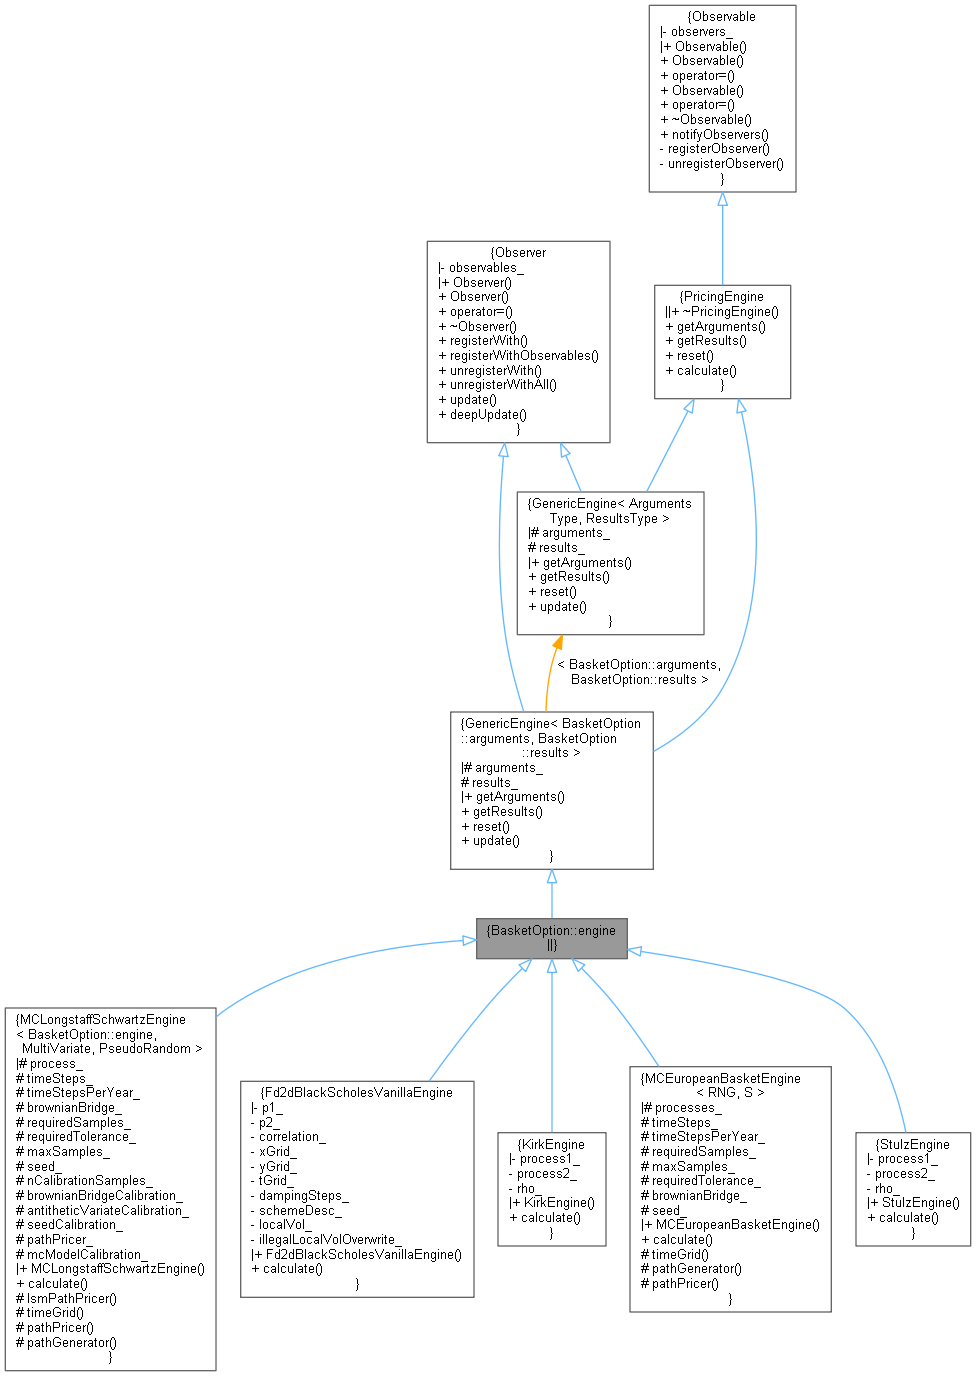 {Observable
|- observers_
|+ Observable()
+ Observable()
+ operator=()
+ Observable()
+ operator=()
+ ~Observable()
+ notifyObservers()
- registerObserver()
- unregisterObserver()
}
{Observer
|- observables_
|+ Observer()
+ Observer()
+ operator=()
+ ~Observer()
+ registerWith()
+ registerWithObservables()
+ unregisterWith()
+ unregisterWithAll()
+ update()
+ deepUpdate()
}
{PricingEngine
||+ ~PricingEngine()
+ getArguments()
+ getResults()
+ reset()
+ calculate()
}
{GenericEngine< Arguments
Type, ResultsType >
|# arguments_
# results_
|+ getArguments()
+ getResults()
+ reset()
+ update()
}
< BasketOption::arguments,
BasketOption::results >
{GenericEngine< BasketOption
::arguments, BasketOption
::results >
|# arguments_
# results_
|+ getArguments()
+ getResults()
+ reset()
+ update()
}
{BasketOption::engine
||}
{MCLongstaffSchwartzEngine
< BasketOption::engine,
MultiVariate, PseudoRandom >
|# process_
# timeSteps_
# timeStepsPerYear_
# brownianBridge_
# requiredSamples_
# requiredTolerance_
# maxSamples_
# seed_
# nCalibrationSamples_
# brownianBridgeCalibration_
# antitheticVariateCalibration_
# seedCalibration_
# pathPricer_
# mcModelCalibration_
|+ MCLongstaffSchwartzEngine()
+ calculate()
# lsmPathPricer()
# timeGrid()
# pathPricer()
# pathGenerator()
}
{Fd2dBlackScholesVanillaEngine
|- p1_
- p2_
- correlation_
- xGrid_
- yGrid_
- tGrid_
- dampingSteps_
- schemeDesc_
- localVol_
- illegalLocalVolOverwrite_
|+ Fd2dBlackScholesVanillaEngine()
+ calculate()
}
{KirkEngine
|- process1_
- process2_
- rho_
|+ KirkEngine()
+ calculate()
}
{MCEuropeanBasketEngine
< RNG, S >
|# processes_
# timeSteps_
# timeStepsPerYear_
# requiredSamples_
# maxSamples_
# requiredTolerance_
# brownianBridge_
# seed_
|+ MCEuropeanBasketEngine()
+ calculate()
# timeGrid()
# pathGenerator()
# pathPricer()
}
{StulzEngine
|- process1_
- process2_
- rho_
|+ StulzEngine()
+ calculate()
}